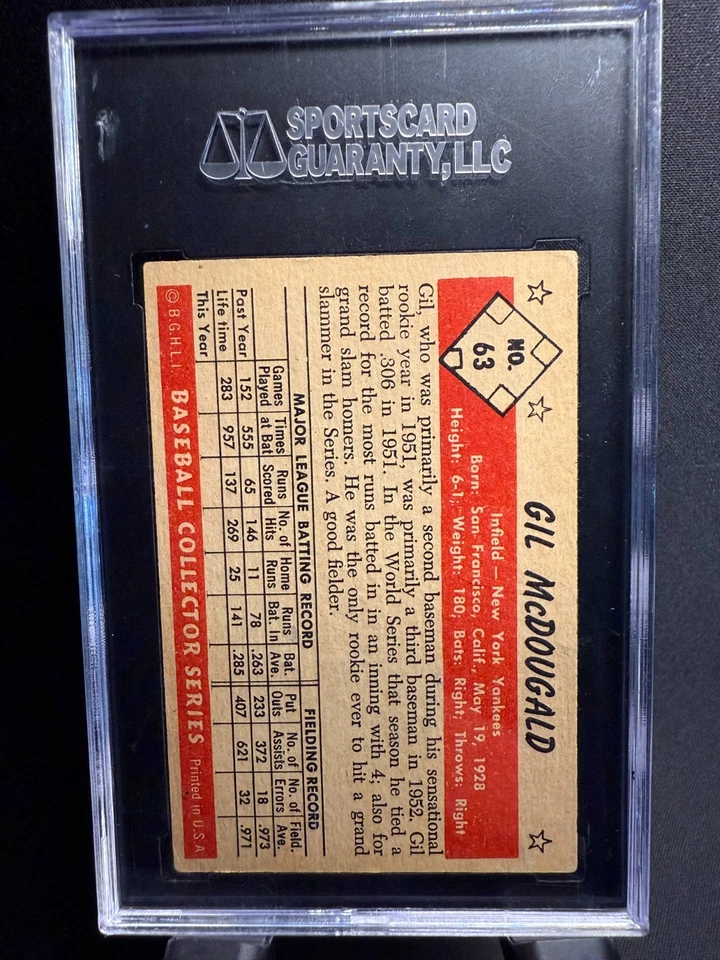 SPORTSCARD
GUARANTY, LLC
GIL McDOUGALD
NO.
63
Infield — New York Yankees
Born: San Francisco, Calif., May 19, 1928
Height: 6-1; Weight: 180; Bats: Right; Throws: Right
Gil, who was primarily a second baseman during his sensational
rookie year in 1951, was primarily a third baseman in 1952. Gil
batted .306 in 1951. In the World Series that season he tied a
record for the most runs batted in in an inning with 4; also for
grand slam homers. He was the only rookie ever to hit a grand
slammer in the Series. A good fielder.
MAJOR LEAGUE BATTING RECORD FIELDING RECORD
Games Times Runs No. of Home Runs Bat. Put No. of No. of Field.
Played at Bat Scored Hits Runs Bat. In Ave. Outs Assists Errors Ave.
Past Year 152 555 65 146 11 78 .263 233 372 18 .973
Life time 283 957 137 269 25 141 .285 407 621 32 .971
This Year
© B.G.H.L.I. BASEBALL COLLECTOR SERIES Printed in U.S.A.